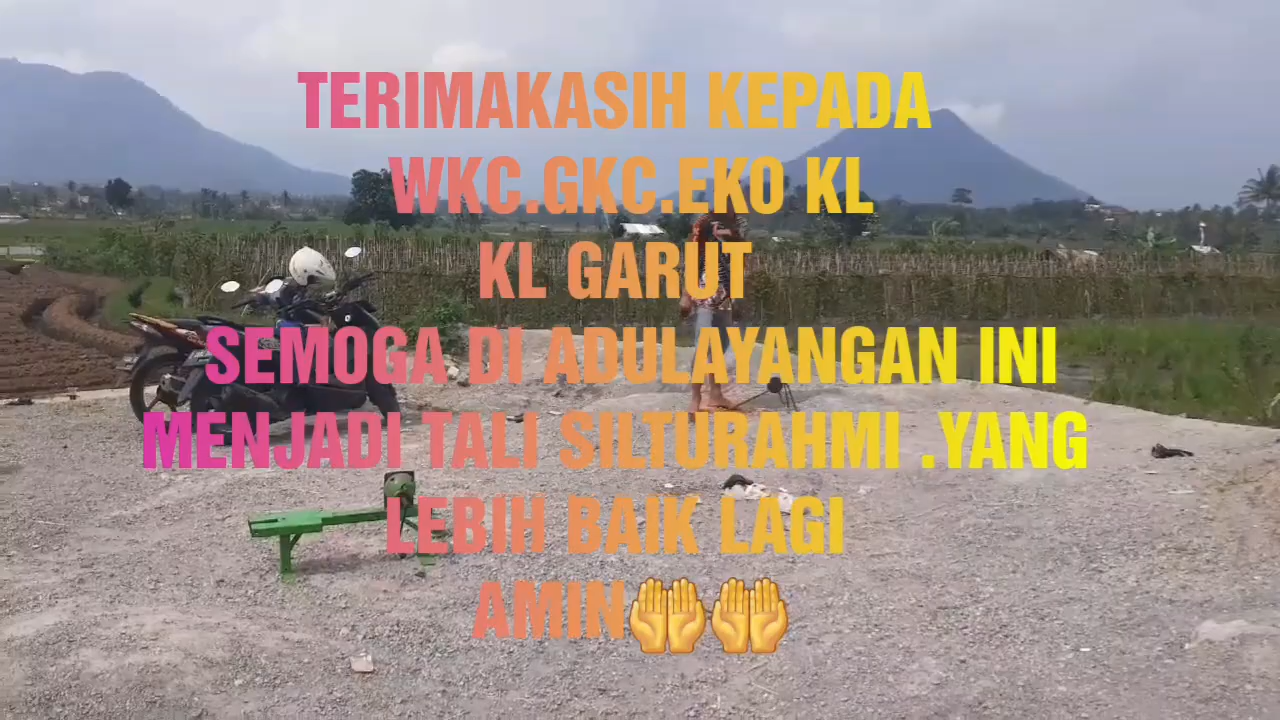 TERIMAKASIH KEPADA
WKC.GKC.EKO KL
KL GARUT
SEMOGA DI ADULAYANGAN INI
MENJADI TALI SILTURAHMI .YANG
LEBIH BAIK LAGI
AMIN🤲🤲